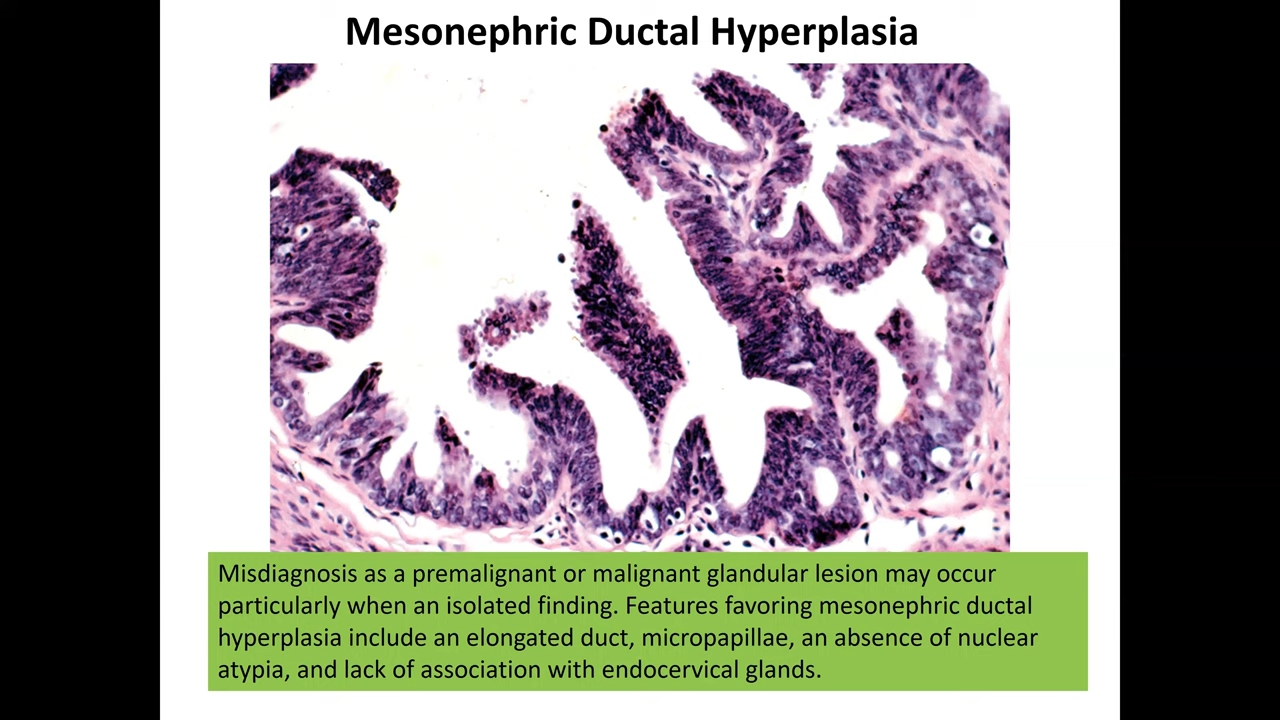 Mesonephric Ductal Hyperplasia
Misdiagnosis as a premalignant or malignant glandular lesion may occur
particularly when an isolated finding. Features favoring mesonephric ductal
hyperplasia include an elongated duct, micropapillae, an absence of nuclear
atypia, and lack of association with endocervical glands.